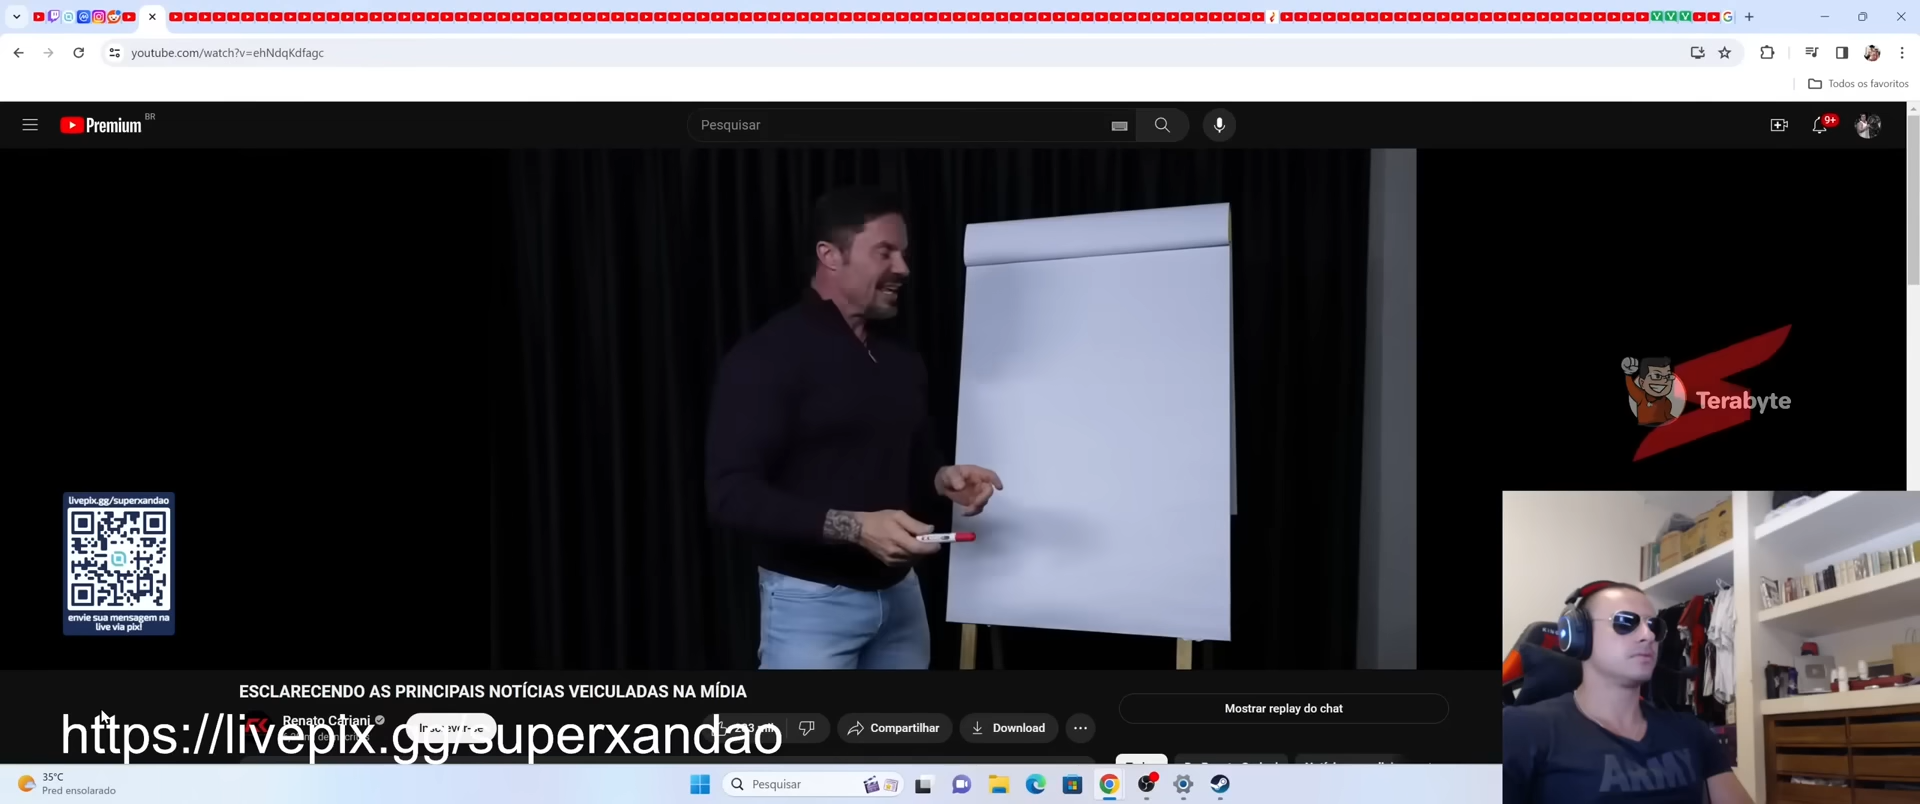 youtube.com/watch?v=ehNdqKdfagc
Todos os favoritos
Premium BR
Pesquisar
9+
Terabyte
livepix.gg/superxandao
envie sua mensagem na
live via pix!
ESCLARECENDO AS PRINCIPAIS NOTÍCIAS VEICULADAS NA MÍDIA
Renato Cariani
Compartilhar
Download
Mostrar replay do chat
https://livepix.gg/superxandao
ARMY
35°C
Pred ensolarado
Pesquisar